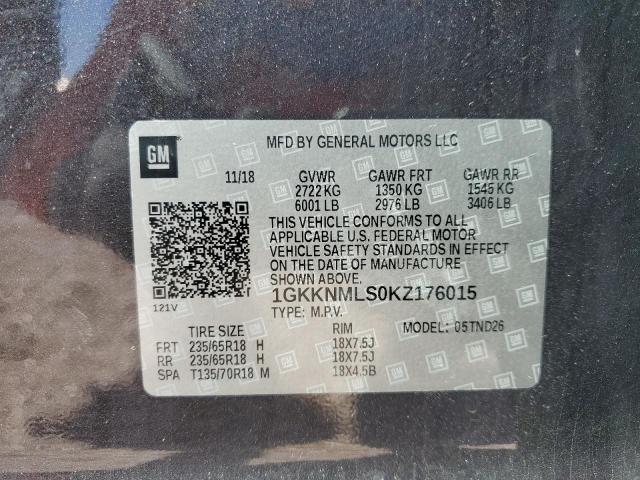 GM
MFD BY GENERAL MOTORS LLC
11/18 GVWR GAWR FRT GAWR RR
2722 KG 1350 KG 1545 KG
6001 LB 2976 LB 3406 LB
THIS VEHICLE CONFORMS TO ALL
APPLICABLE U.S. FEDERAL MOTOR
VEHICLE SAFETY STANDARDS IN EFFECT
ON THE DATE OF MANUFACTURE
SHOWN ABOVE.
1GKKNMLS0KZ176015
121V
TYPE: M.P.V.
TIRE SIZE RIM MODEL: 05TND26
FRT 235/65R18 H 18X7.5J
RR 235/65R18 H 18X7.5J
SPA T135/70R18 M 18X4.5B